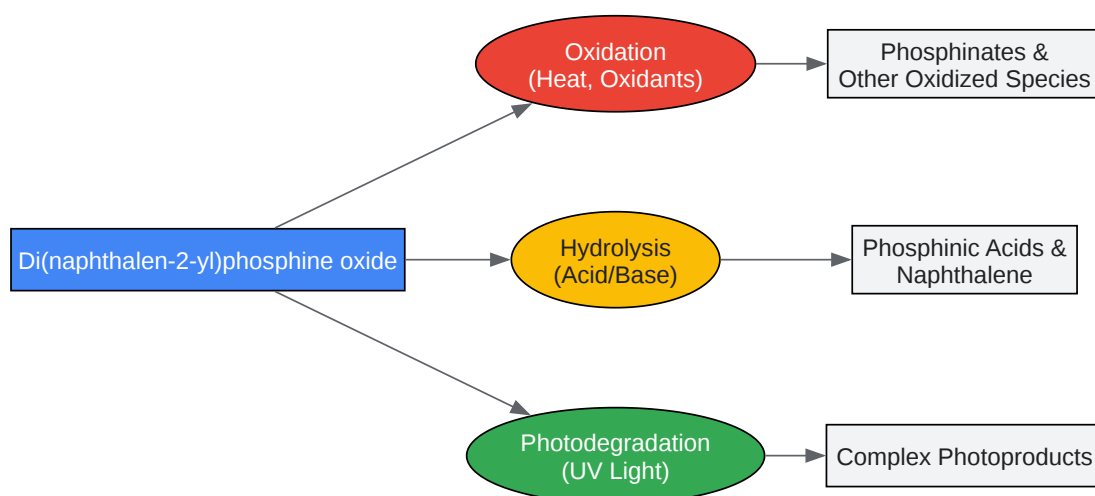 Oxidation
(Heat, Oxidants)
Phosphinates &
Other Oxidized Species
Di(naphthalen-2-yl)phosphine oxide
Hydrolysis
(Acid/Base)
Phosphinic Acids &
Naphthalene
Photodegradation
(UV Light)
Complex Photoproducts